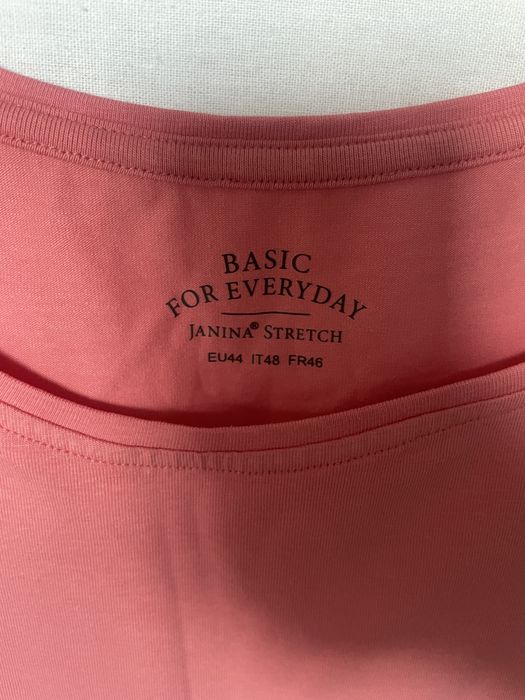 BASIC
FOR EVERYDAY
JANINA® STRETCH
EU44 IT48 FR46